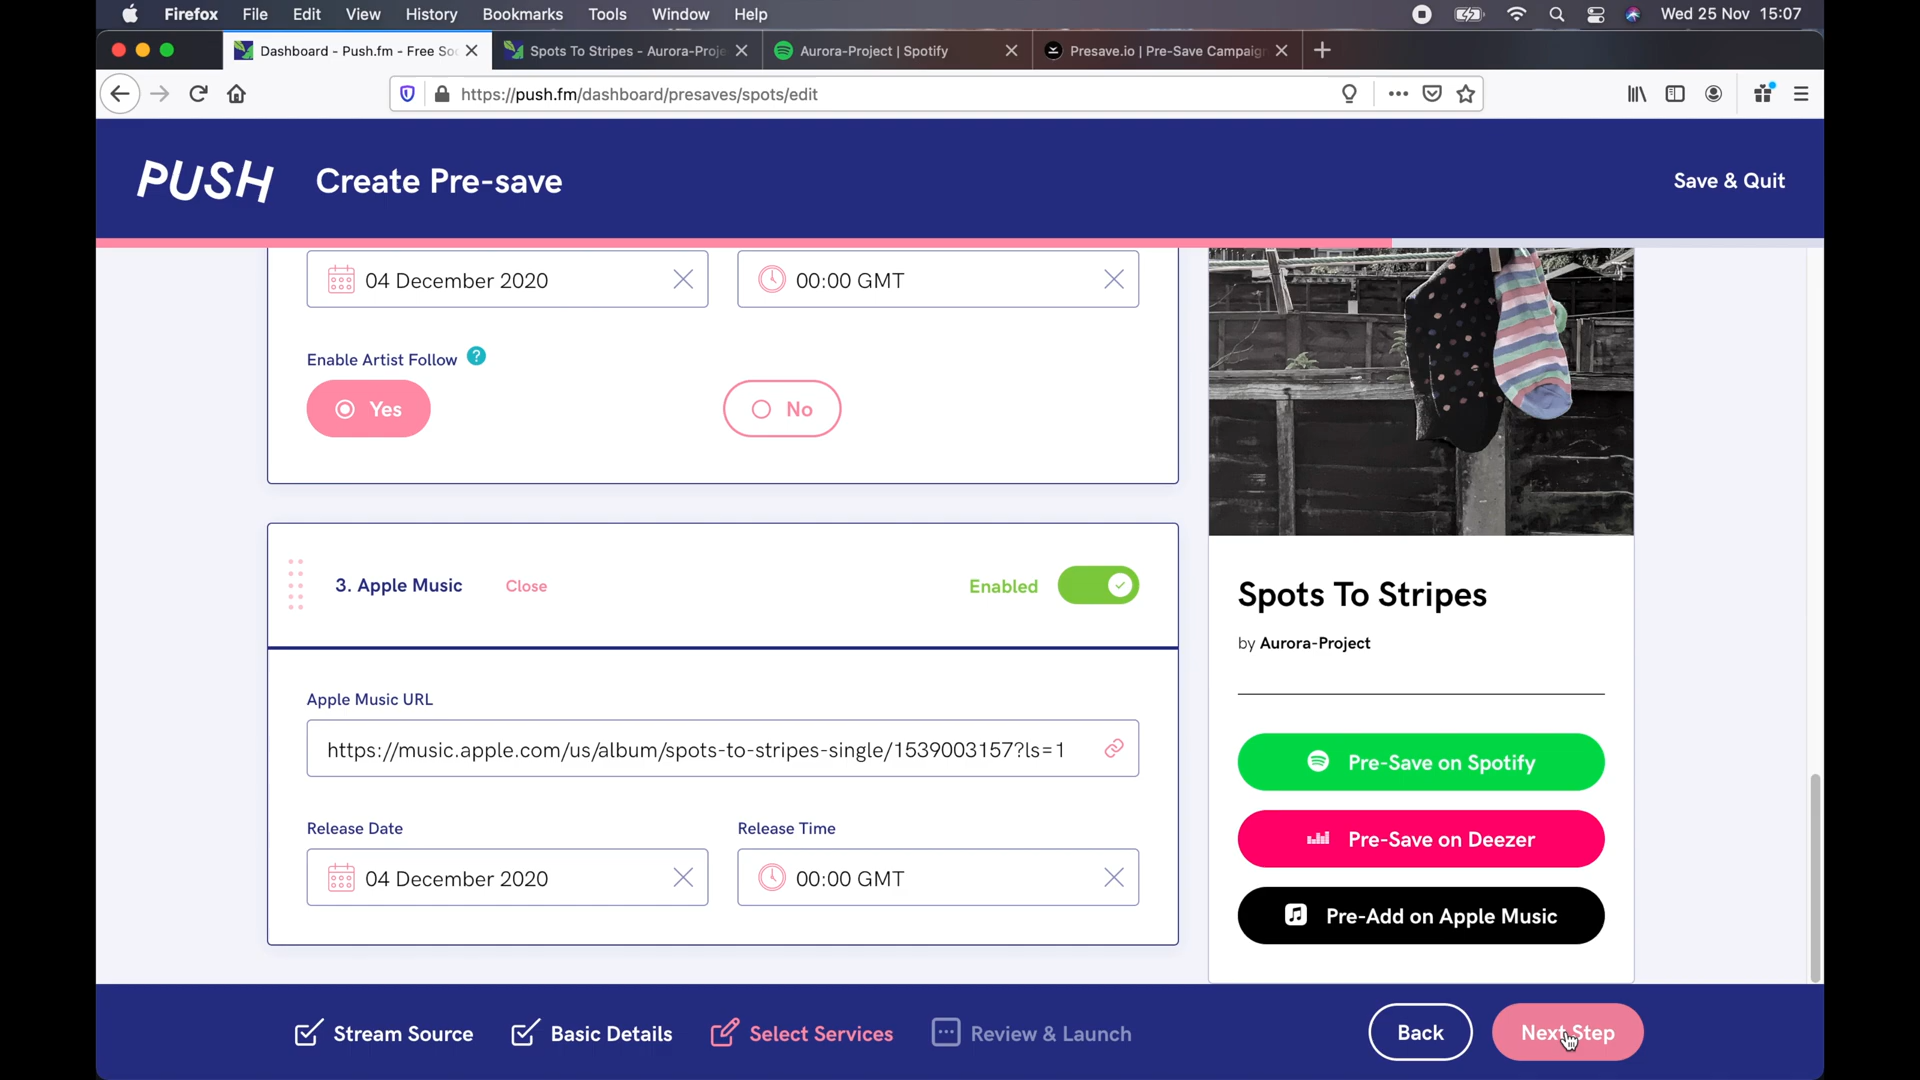 Firefox File Edit View History Bookmarks Tools Window Help Wed 25 Nov 15:07
Dashboard - Push.fm - Free So Spots To Stripes - Aurora-Proje Aurora-Project | Spotify Presave.io | Pre-Save Campaign
https://push.fm/dashboard/presaves/spots/edit
PUSH Create Pre-save Save & Quit
04 December 2020 00:00 GMT
Enable Artist Follow ?
Yes No
3. Apple Music Close Enabled
Apple Music URL
https://music.apple.com/us/album/spots-to-stripes-single/1539003157?ls=1
Release Date Release Time
04 December 2020 00:00 GMT
Spots To Stripes
by Aurora-Project
Pre-Save on Spotify
Pre-Save on Deezer
Pre-Add on Apple Music
Stream Source Basic Details Select Services Review & Launch Back Next Step